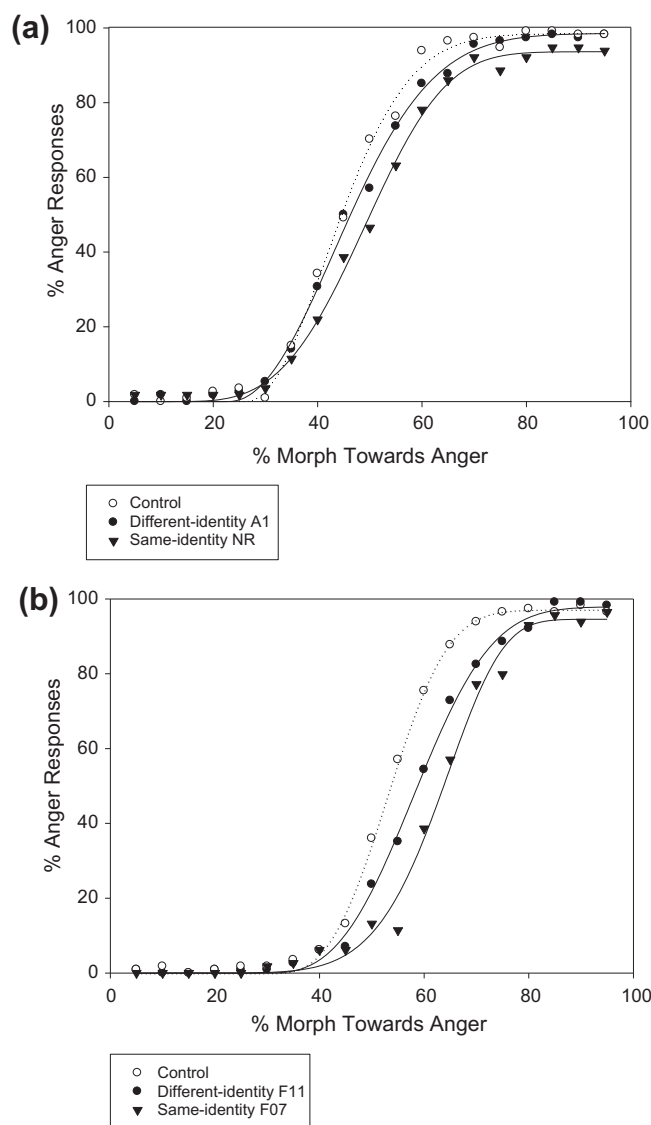 (a)
100
80
60
40
20
0
% Anger Responses
0 20 40 60 80 100
% Morph Towards Anger
Control
Different-identity A1
Same-identity NR
(b)
100
80
60
40
20
0
% Anger Responses
0 20 40 60 80 100
% Morph Towards Anger
Control
Different-identity F11
Same-identity F07